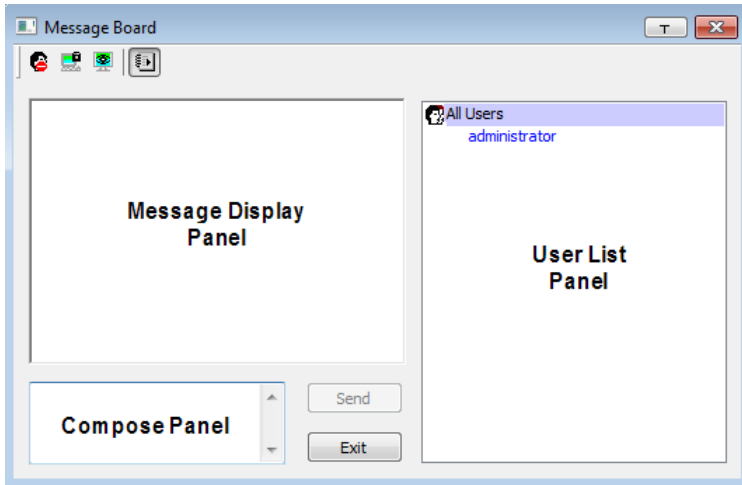 Message Board
T
All Users
administrator
Message Display
Panel
User List
Panel
Compose Panel
Send
Exit